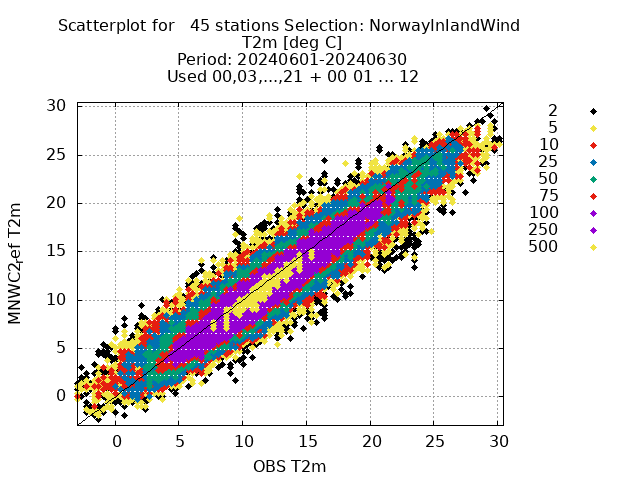 Scatterplot for 45 stations Selection: NorwayInlandWind
T2m [deg C]
Period: 20240601-20240630
Used 00,03,...,21 + 00 01 ... 12
30
25
20
15
10
5
0
0 5 10 15 20 25 30
OBS T2m
2
5
10
25
50
75
100
250
500